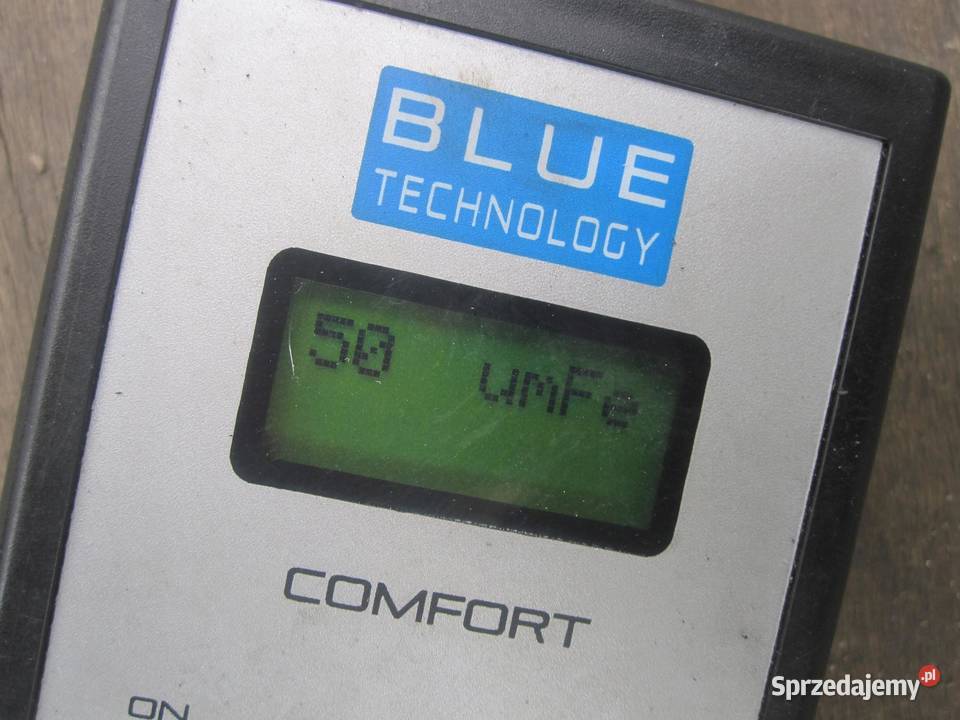 BLUE
TECHNOLOGY
50 umFe
COMFORT
ON
Sprzedajemy.pl